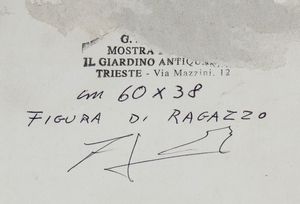 G.
MOSTRA
IL GIARDINO ANTIQU
TRIESTE - Via Mazzini, 12
cm 60 x 38
FIGURA DI RAGAZZO